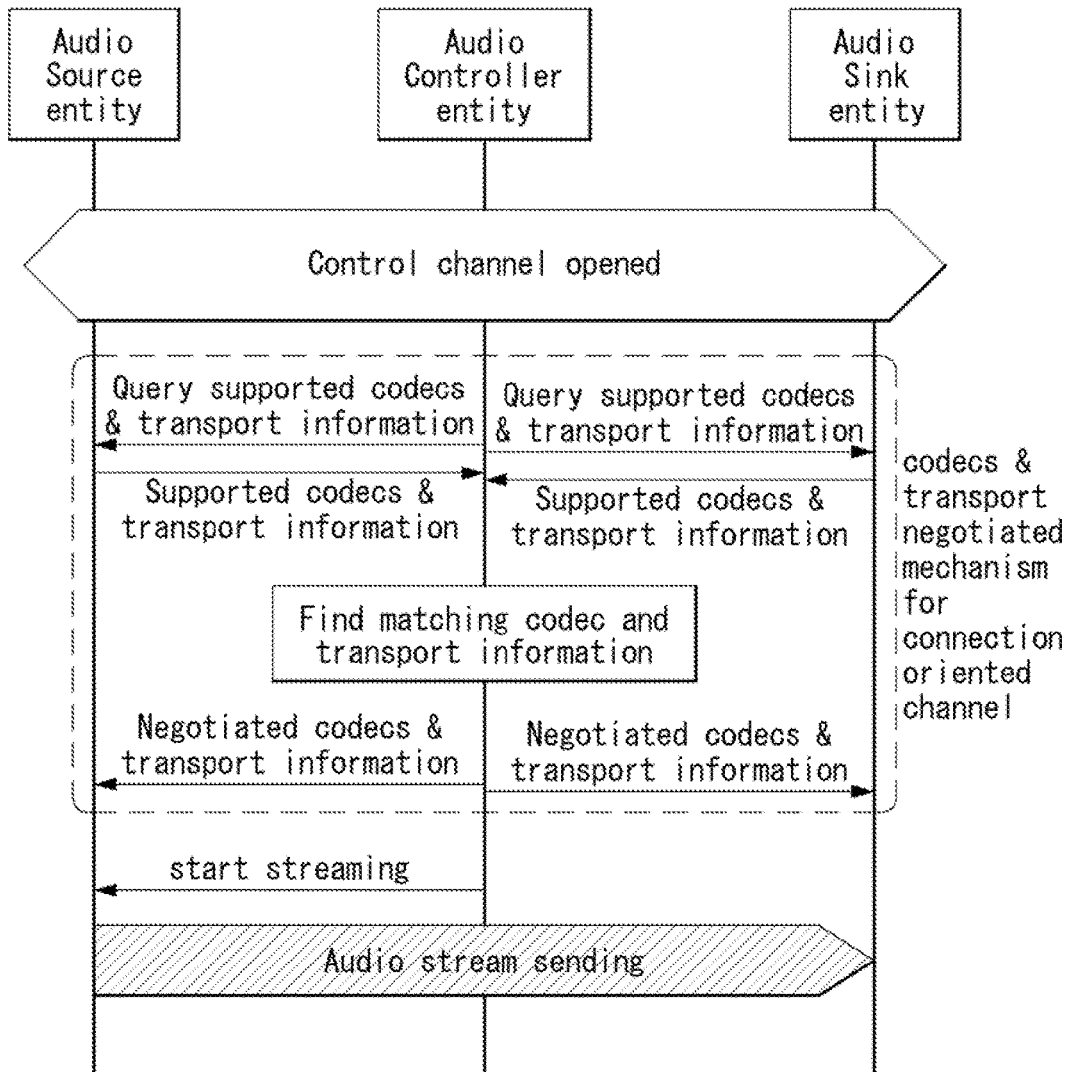 Audio
Source
entity
Audio
Controller
entity
Audio
Sink
entity
Control channel opened
Query supported codecs
& transport information
Query supported codecs
& transport information
Supported codecs &
transport information
Supported codecs &
transport information
codecs &
transport
negotiated
mechanism
for
connection
oriented
channel
Find matching codec and
transport information
Negotiated codecs &
transport information
Negotiated codecs &
transport information
start streaming
Audio stream sending